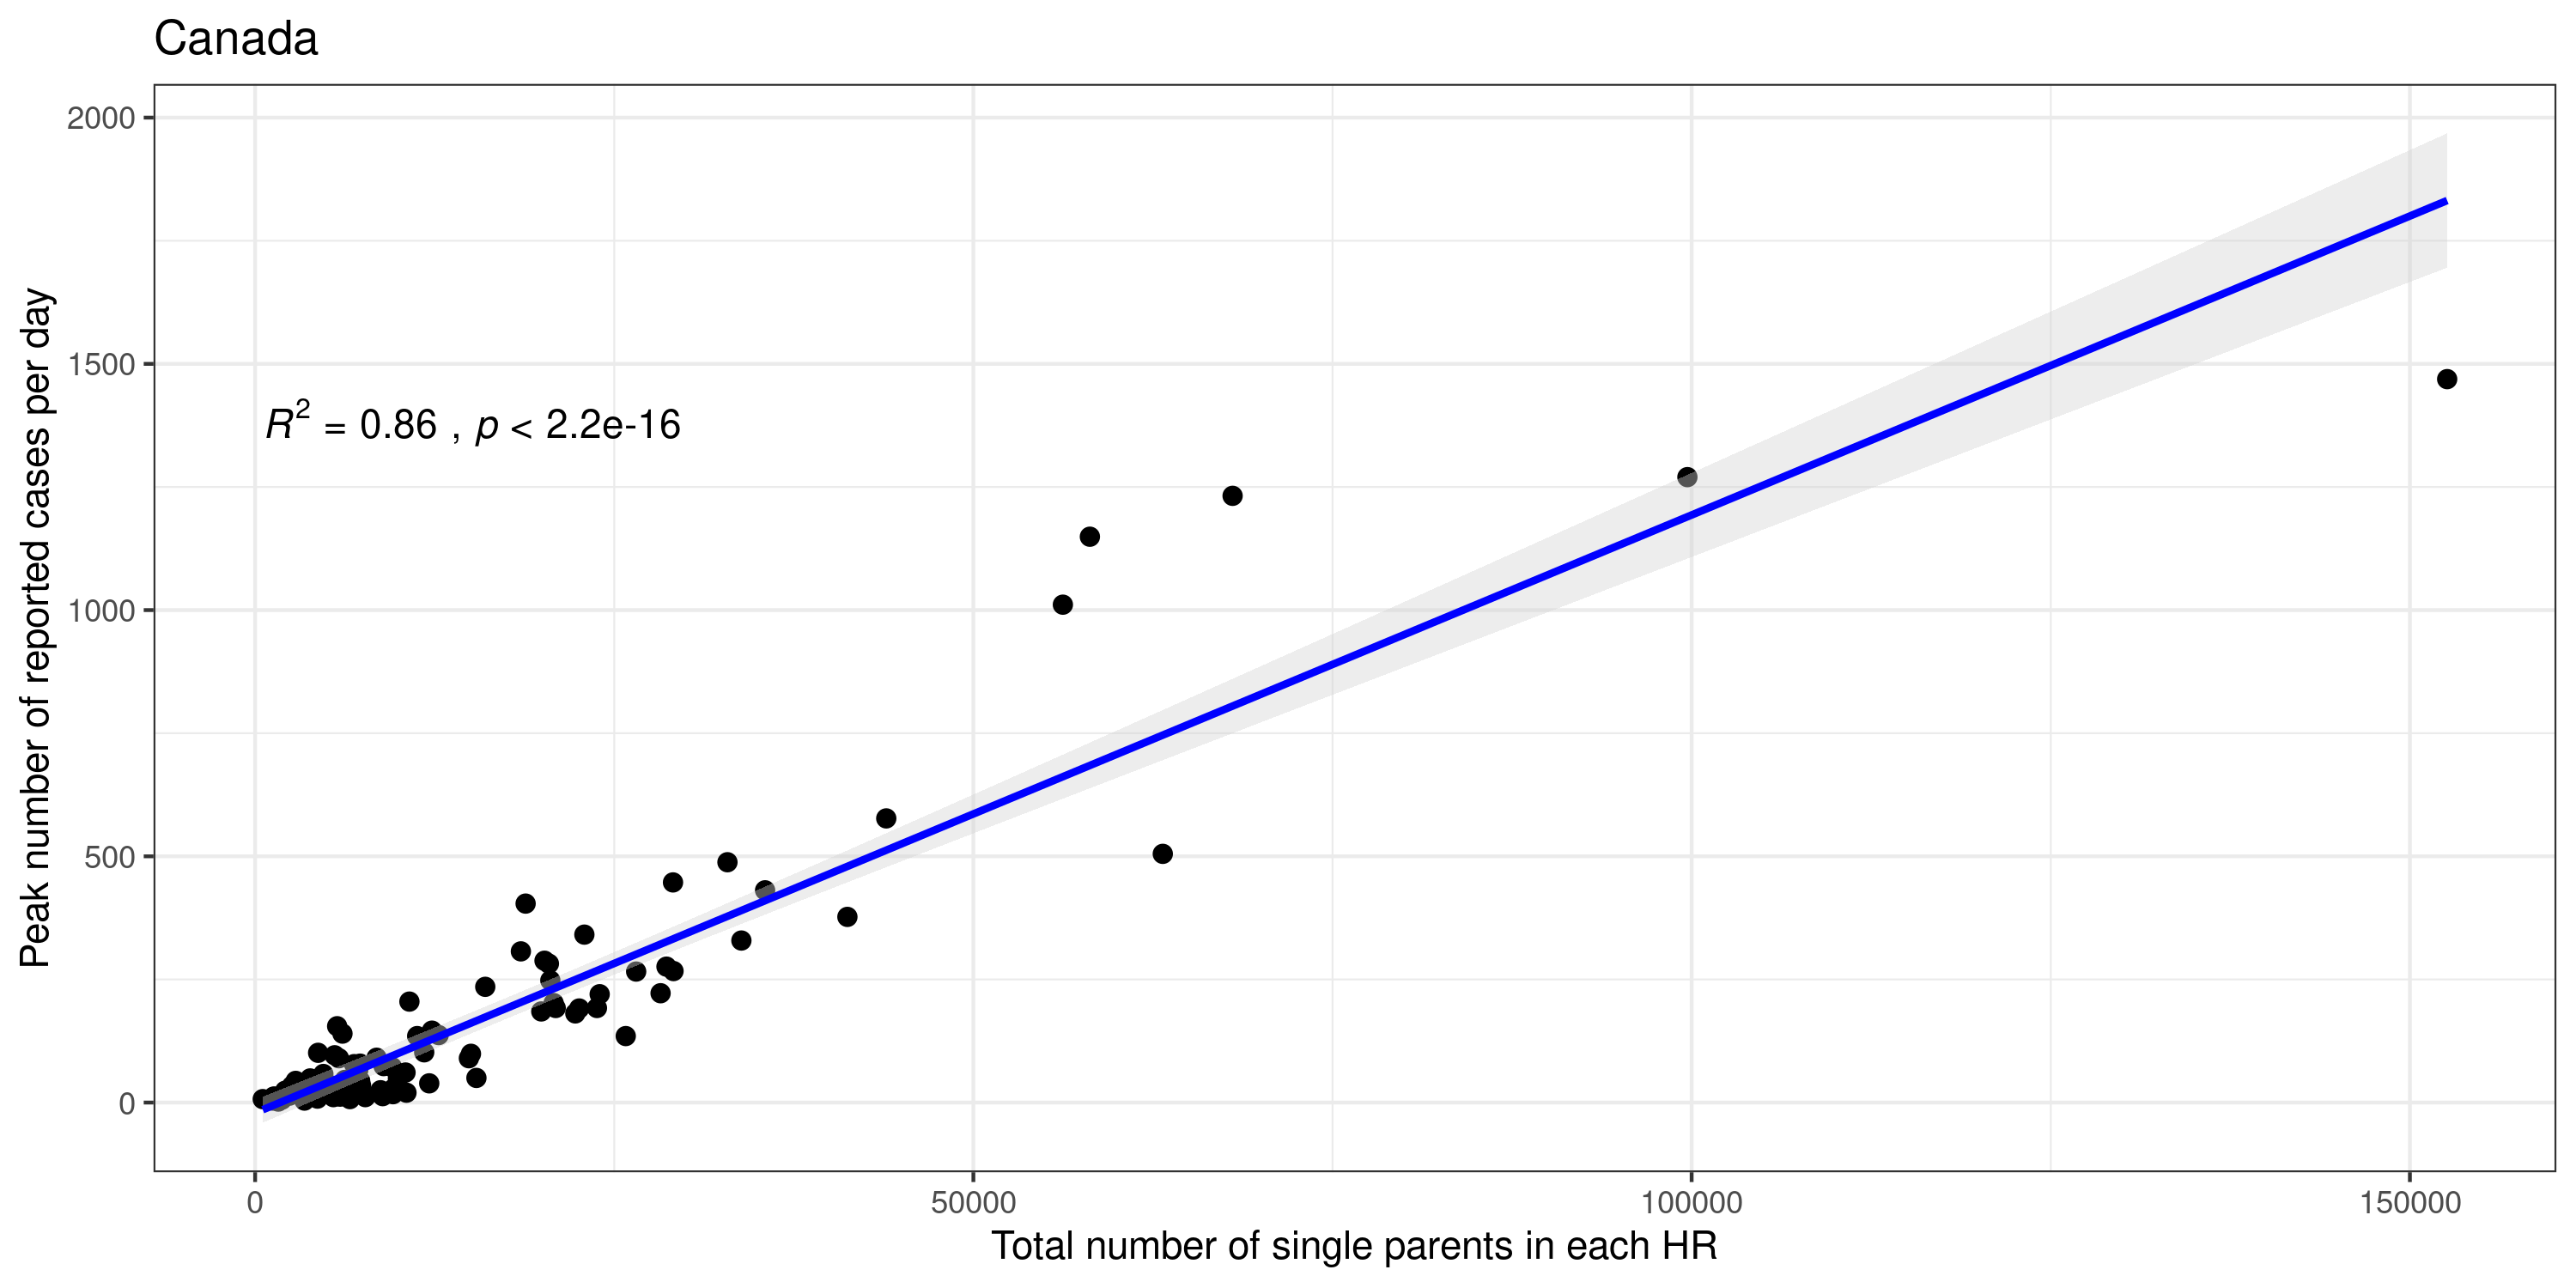 Canada
2000
1500
1000
500
0
Peak number of reported cases per day
R² = 0.86 , p < 2.2e-16
0 50000 100000 150000
Total number of single parents in each HR